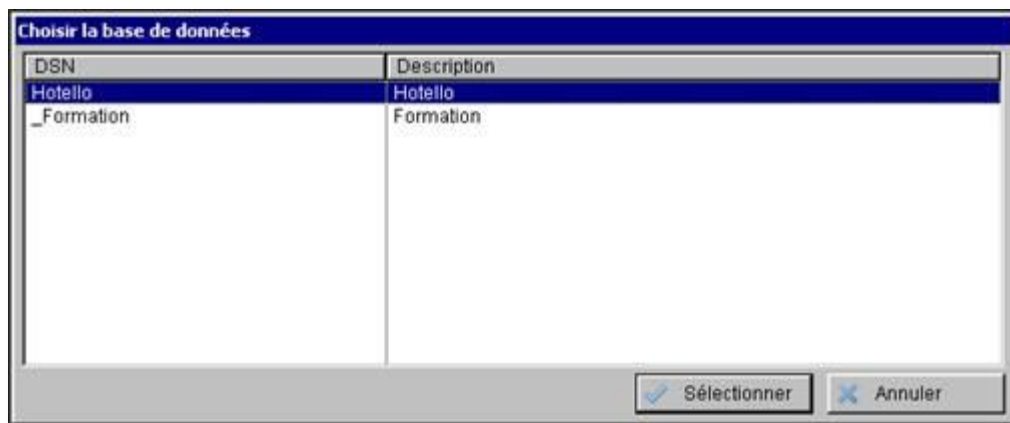 Choisir la base de données
DSN Description
Hotello Hotello
_Formation Formation
Sélectionner Annuler